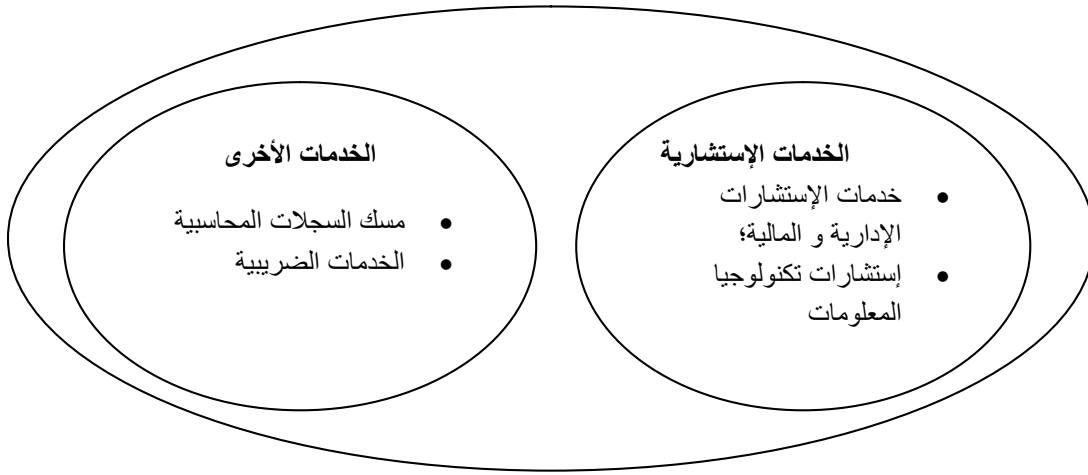 الخدمات الإستشارية
• خدمات الإستشارات
الإدارية و المالية؛
• إستشارات تكنولوجيا
المعلومات
الخدمات الأخرى
• مسك السجلات المحاسبية
• الخدمات الضريبية